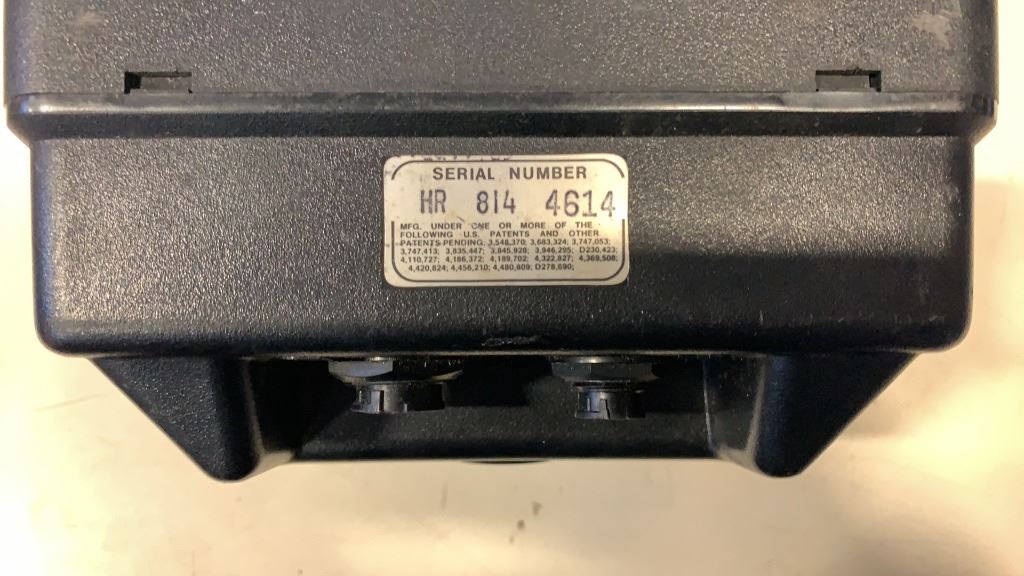 SERIAL NUMBER
HR 814 4614
MFG. UNDER ONE OR MORE OF THE
FOLLOWING U.S. PATENTS AND OTHER
PATENTS PENDING, 3,548,370; 3,683,324; 3,747,053;
3,747,413; 3,835,447; 3,845,928; 3,946,295; D230,423;
4,110,727; 4,186,372; 4,189,702; 4,322,827; 4,369,508;
4,420,824; 4,456,210; 4,480,809; D278,690;